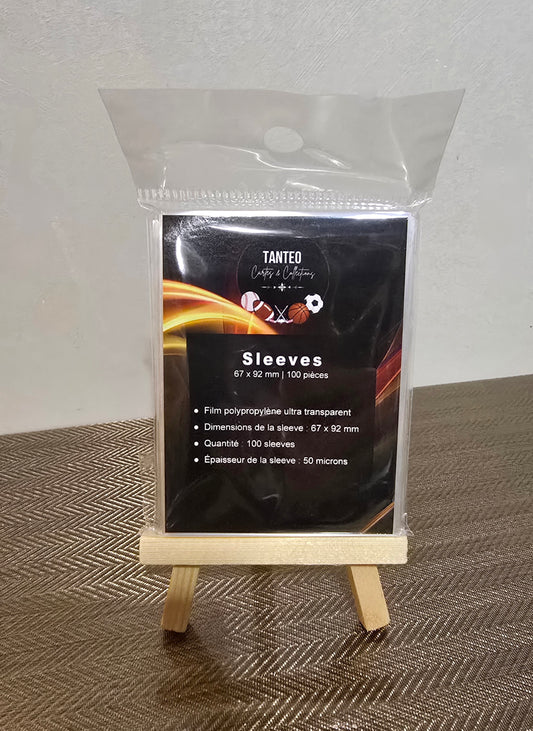 TANTEO
Cartes & Collections
Sleeves
67 x 92 mm | 100 pièces
● Film polypropylène ultra transparent
● Dimensions de la sleeve : 67 x 92 mm
● Quantité : 100 sleeves
● Épaisseur de la sleeve : 50 microns